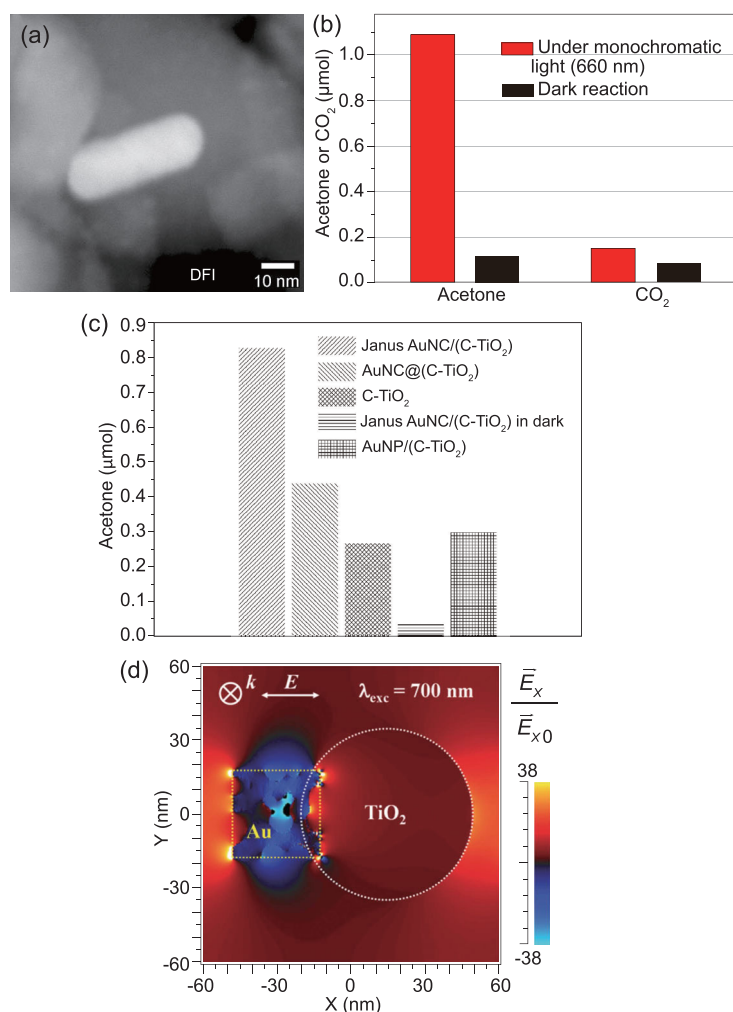 (a)
DFI
10 nm
(b)
Acetone or CO₂ (µmol)
1.0
0.8
0.6
0.4
0.2
0.0
Under monochromatic
light (660 nm)
Dark reaction
Acetone
CO₂
(c)
Acetone (µmol)
0.9
0.8
0.7
0.6
0.5
0.4
0.3
0.2
0.1
0.0
Janus AuNC/(C-TiO₂)
AuNC@(C-TiO₂)
C-TiO₂
Janus AuNC/(C-TiO₂) in dark
AuNP/(C-TiO₂)
(d)
Y (nm)
60
30
0
-30
-60
k
E
λexc = 700 nm
Au
TiO₂
-60
-30
0
30
60
X (nm)
Eₓ
Eₓ₀
38
-38